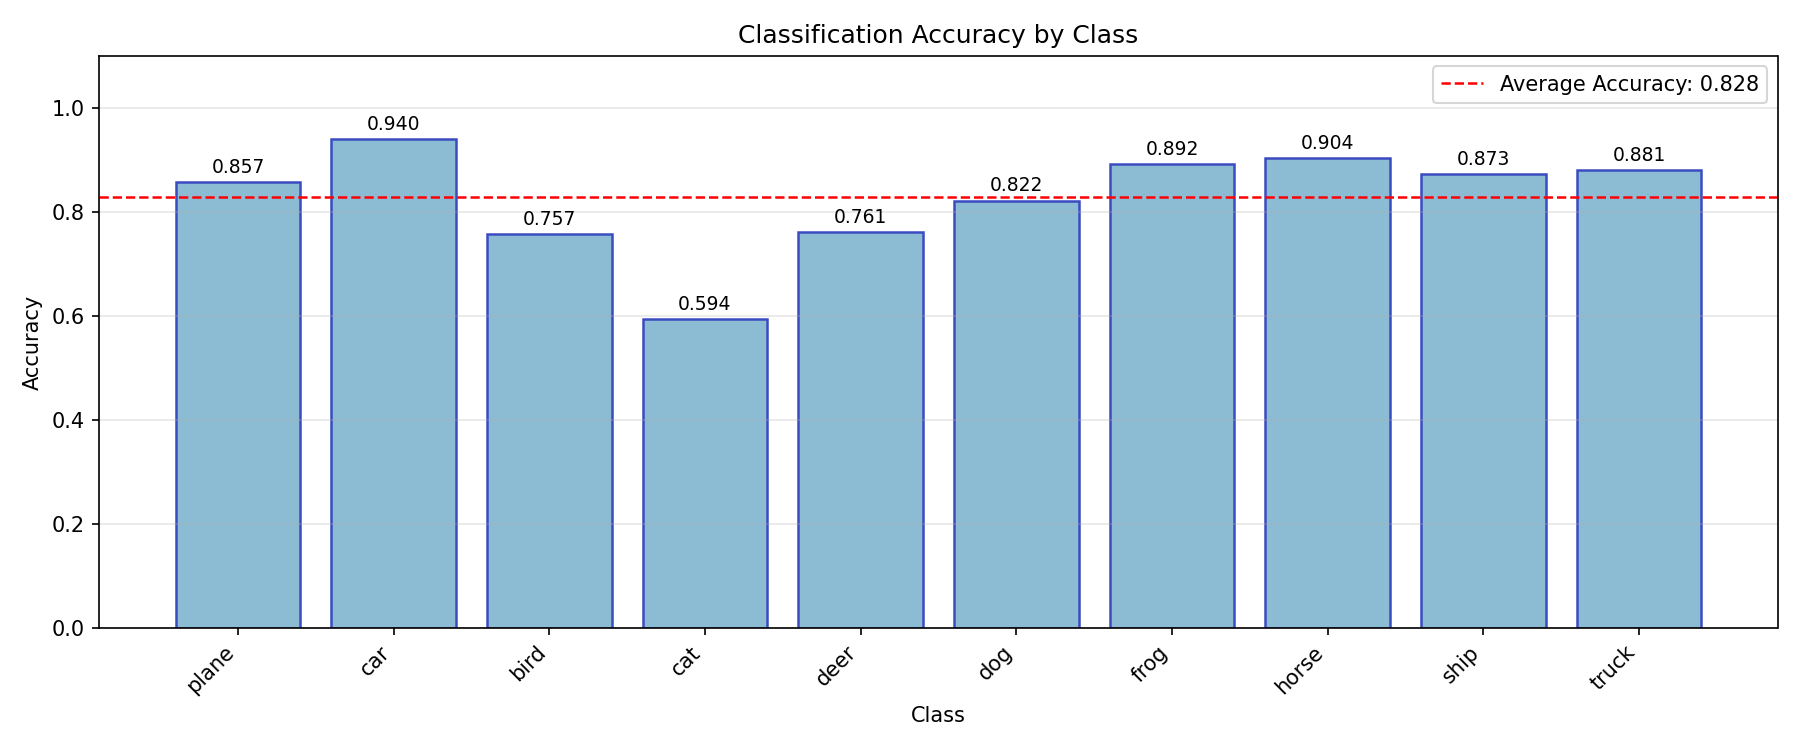 Classification Accuracy by Class
Average Accuracy: 0.828
Accuracy
1.0
0.8
0.6
0.4
0.2
0.0
0.857
0.940
0.757
0.594
0.761
0.822
0.892
0.904
0.873
0.881
plane
car
bird
cat
deer
dog
frog
horse
ship
truck
Class